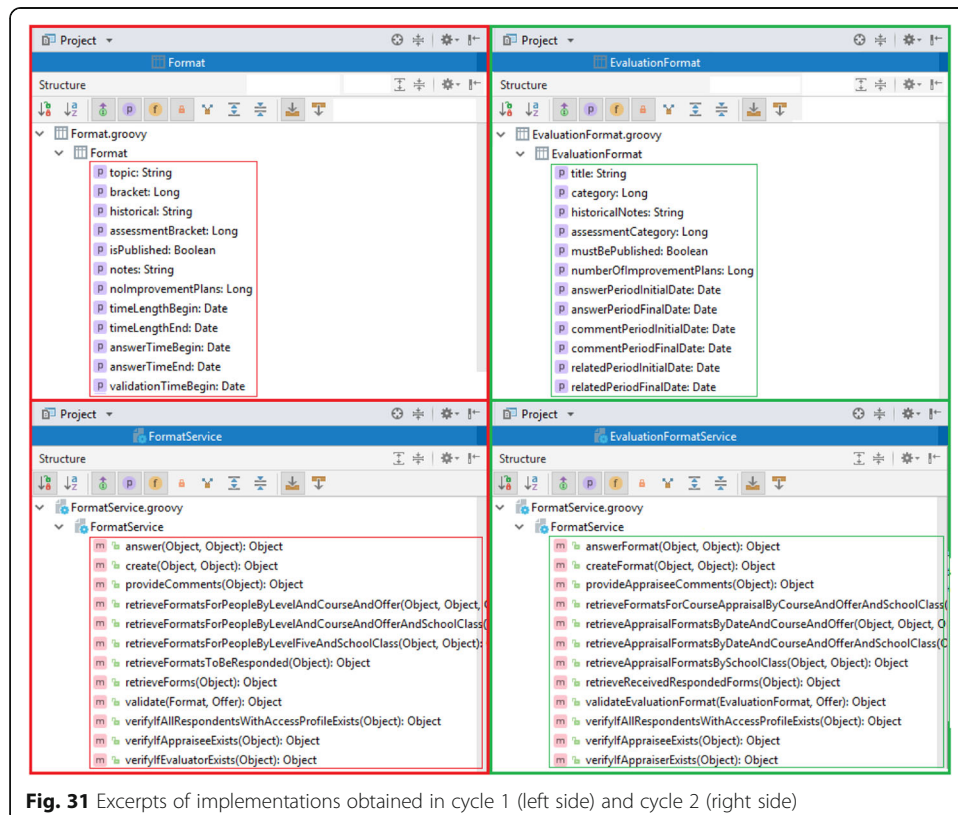 Project
Format
Structure
Format.groovy
Format
topic: String
bracket: Long
historical: String
assessmentBracket: Long
isPublished: Boolean
notes: String
noImprovementPlans: Long
timeLengthBegin: Date
timeLengthEnd: Date
answerTimeBegin: Date
answerTimeEnd: Date
validationTimeBegin: Date
Project
EvaluationFormat
Structure
EvaluationFormat.groovy
EvaluationFormat
title: String
category: Long
historicalNotes: String
assessmentCategory: Long
mustBePublished: Boolean
numberOfImprovementPlans: Long
answerPeriodInitialDate: Date
answerPeriodFinalDate: Date
commentPeriodInitialDate: Date
commentPeriodFinalDate: Date
relatedPeriodInitialDate: Date
relatedPeriodFinalDate: Date
Project
FormatService
Structure
FormatService.groovy
FormatService
answer(Object, Object): Object
create(Object, Object): Object
provideComments(Object): Object
retrieveFormatsForPeopleByLevelAndCourseAndOffer(Object, Object,
retrieveFormatsForPeopleByLevelAndCourseAndOfferAndSchoolClass(
retrieveFormatsForPeopleByLevelFiveAndSchoolClass(Object, Object):
retrieveFormatsToBeResponded(Object): Object
retrieveForms(Object): Object
validate(Format, Offer): Object
verifyIfAllRespondentsWithAccessProfileExists(Object): Object
verifyIfAppraiseeExists(Object): Object
verifyIfEvaluatorExists(Object): Object
Project
EvaluationFormatService
Structure
FormatService.groovy
FormatService
answerFormat(Object, Object): Object
createFormat(Object, Object): Object
provideAppraiseeComments(Object): Object
retrieveFormatsForCourseAppraisalByCourseAndOfferAndSchoolClass(
retrieveAppraisalFormatsByDateAndCourseAndOffer(Object, Object, O
retrieveAppraisalFormatsByDateAndCourseAndOfferAndSchoolClass(O
retrieveAppraisalFormatsBySchoolClass(Object, Object): Object
retrieveReceivedRespondedForms(Object): Object
validateEvaluationFormat(EvaluationFormat, Offer): Object
verifyIfAllRespondentsWithAccessProfileExists(Object): Object
verifyIfAppraiseeExists(Object): Object
verifyIfAppraiserExists(Object): Object
Fig. 31 Excerpts of implementations obtained in cycle 1 (left side) and cycle 2 (right side)